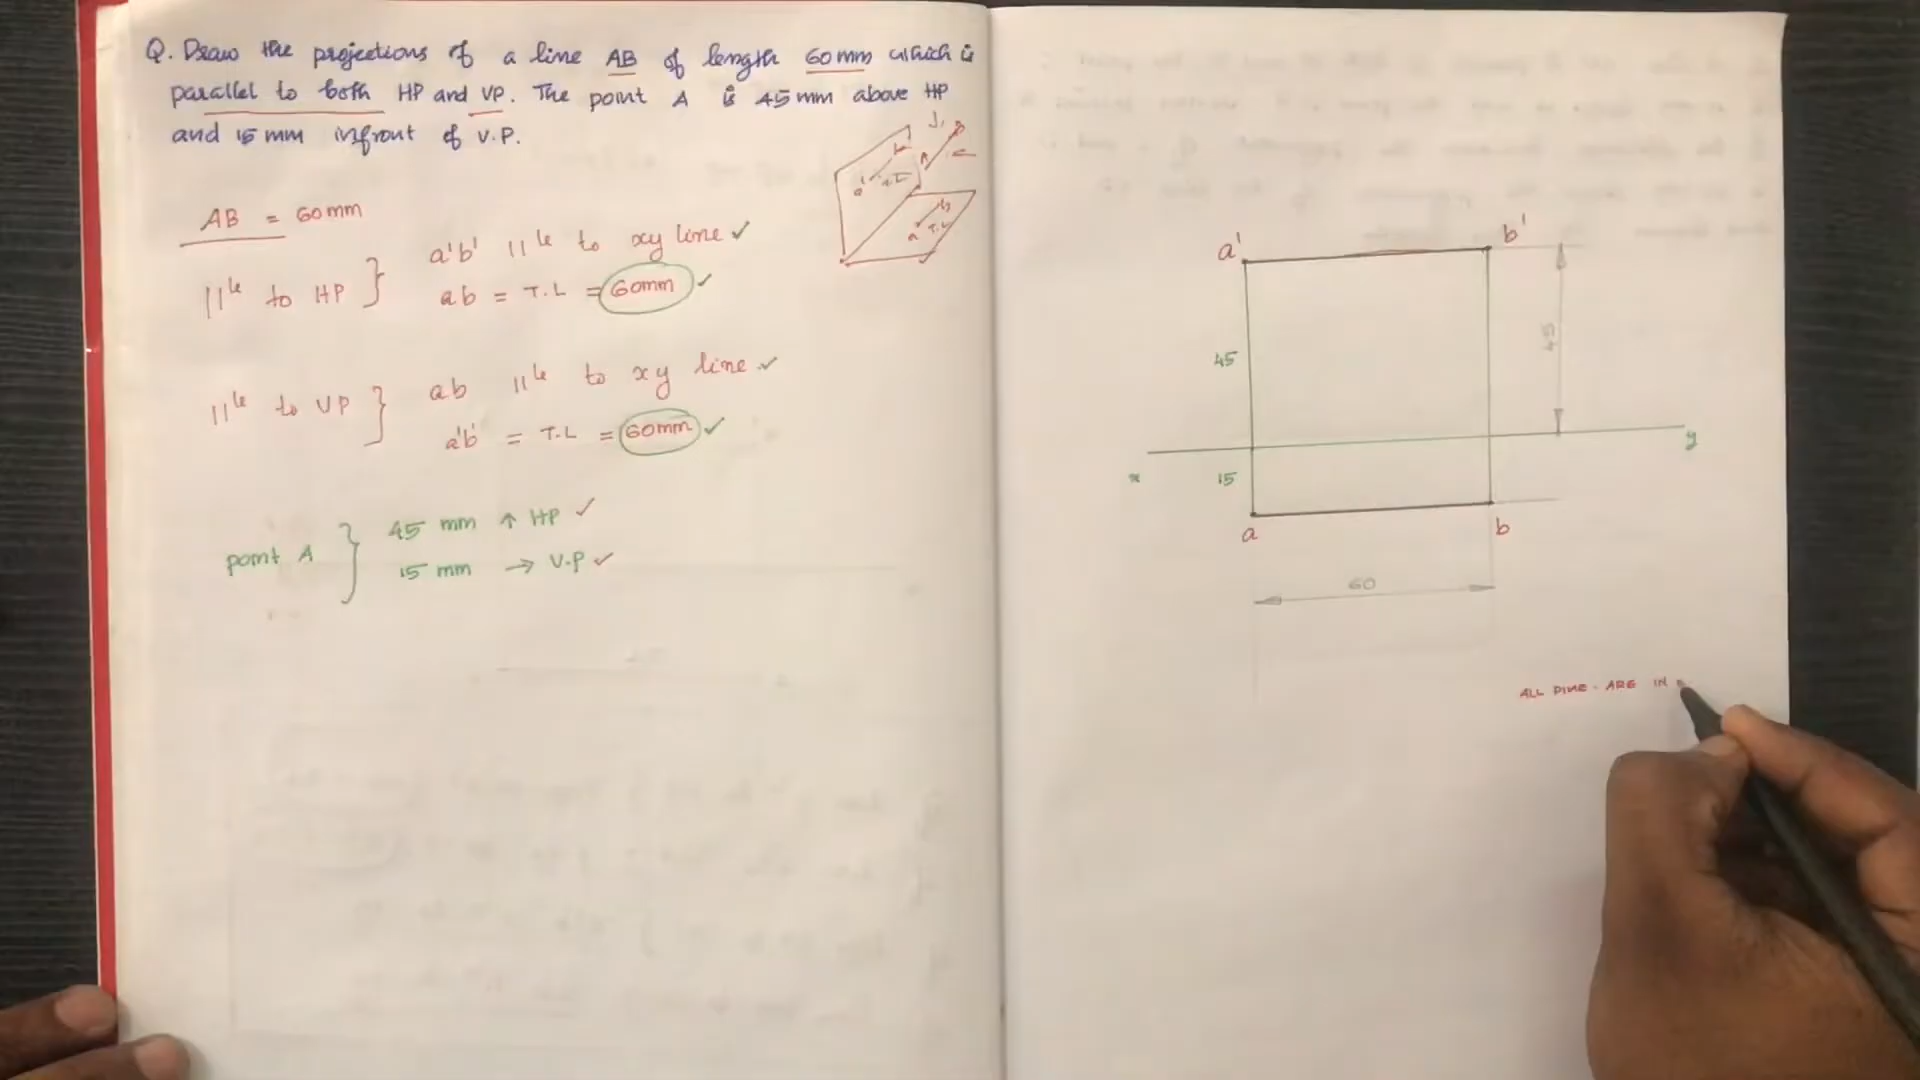 Q. Draw the projections of a line AB of length 60mm which is
parallel to both HP and VP. The point A is 45mm above HP
and 15 mm infront of V.P.
AB = 60mm
||le to HP } a'b' ||le to xy line ✓
ab = T.L = 60mm ✓
||le to VP } ab ||le to xy line ✓
a'b' = T.L = 60mm ✓
point A } 45 mm ↑ HP ✓
15 mm → V.P ✓
a'
b'
45
45
x
y
15
a
b
60
ALL DIME. ARE IN
a'
a
b
T.L